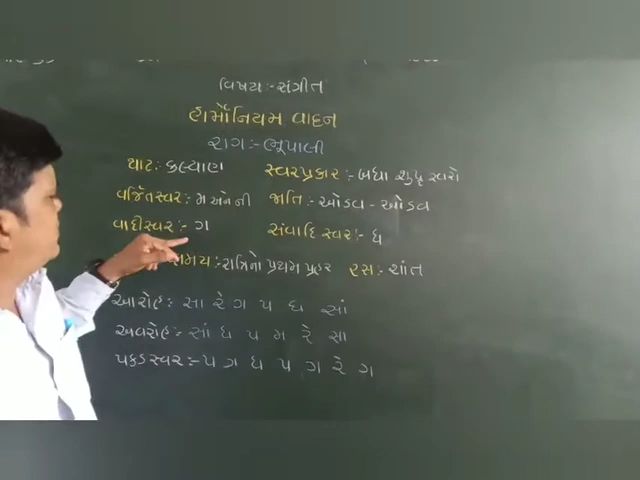 વિષય:-સંગીત
હાર્મોનિયમ વાદન
રાગ:-ભૂપાલી
થાટ:- કલ્યાણ સ્વરપ્રકાર:- બધા શુદ્ધ સ્વરો
વર્જિતસ્વર:- મ અને ની જાતિ:- ઓડવ - ઓડવ
વાદીસ્વર:- ગ સંવાદિ સ્વર:- ધ
સમય:- રાત્રિનો પ્રથમ પ્રહર રસ:- શાંત
આરોહ:- સા રે ગ પ ધ સાં
અવરોહ:- સાં ધ પ મ રે સા
પકડસ્વર:- પ ગ ધ પ ગ રે ગ